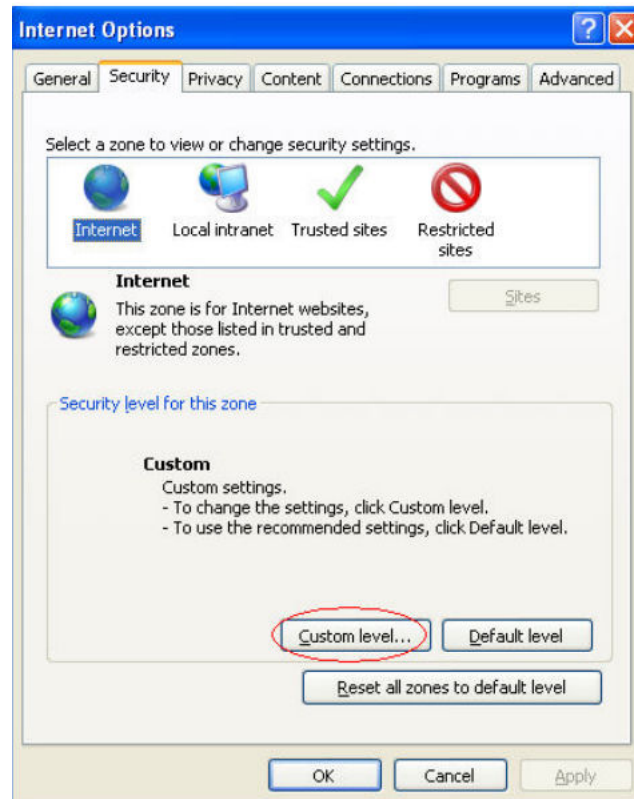 Internet Options
General Security Privacy Content Connections Programs Advanced
Select a zone to view or change security settings.
Internet Local intranet Trusted sites Restricted
sites
Internet
Sites
This zone is for Internet websites,
except those listed in trusted and
restricted zones.
Security level for this zone
Custom
Custom settings.
- To change the settings, click Custom level.
- To use the recommended settings, click Default level.
Custom level... Default level
Reset all zones to default level
OK Cancel Apply